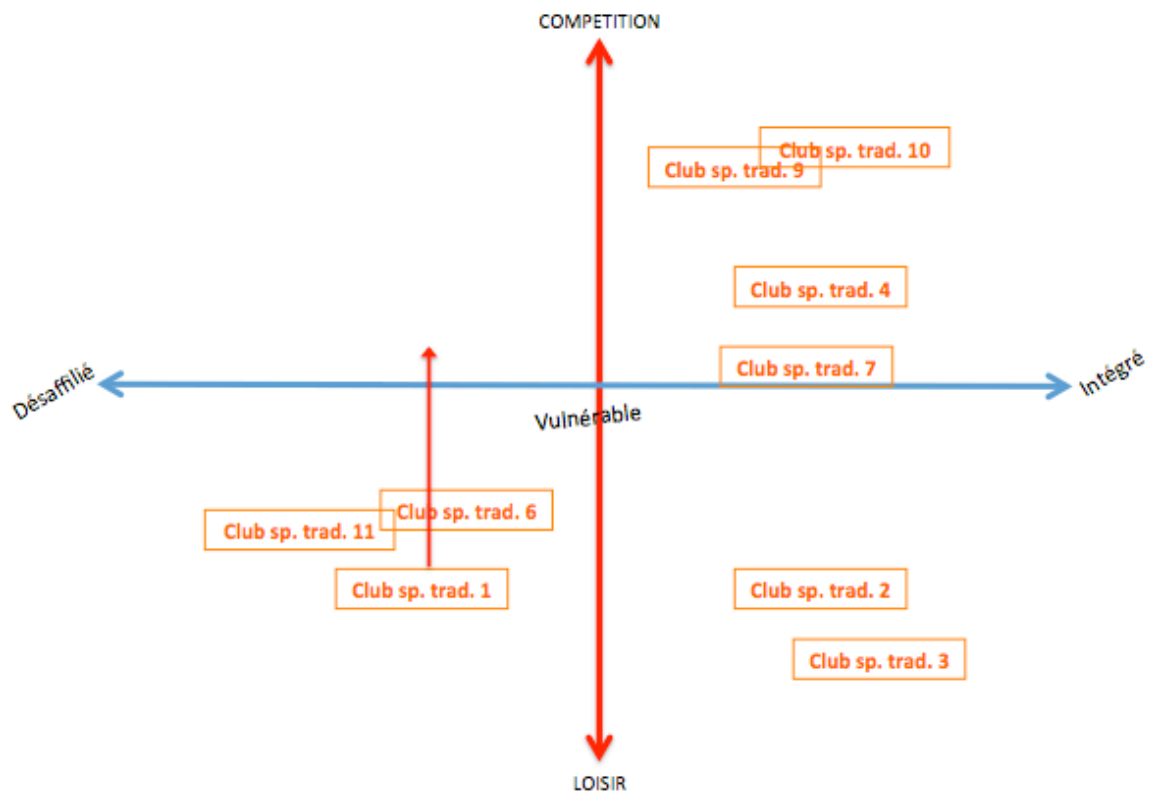 COMPETITION
Club sp. trad. 10
Club sp. trad. 9
Club sp. trad. 4
Club sp. trad. 7
Désaffilié
Intégré
Vulnérable
Club sp. trad. 6
Club sp. trad. 11
Club sp. trad. 1
Club sp. trad. 2
Club sp. trad. 3
LOISIR